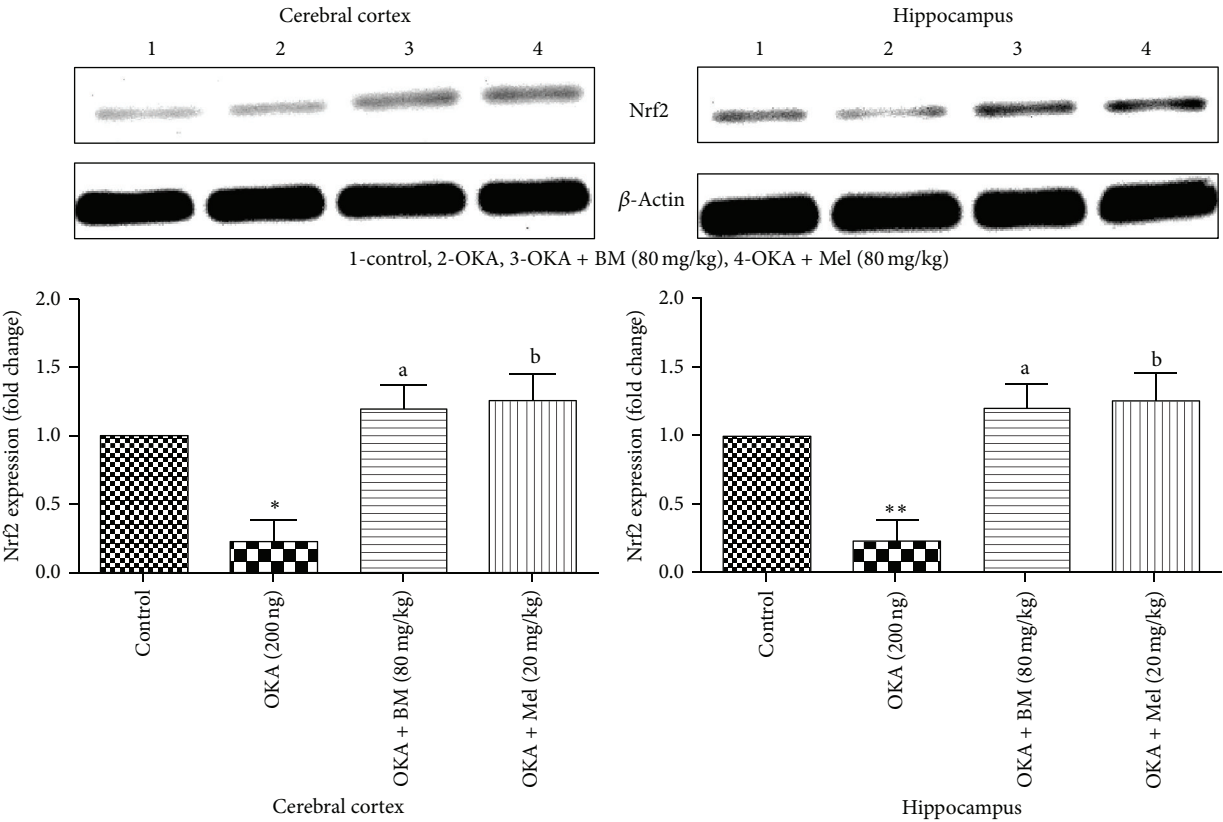 Cerebral cortex
1 2 3 4
Hippocampus
1 2 3 4
Nrf2
β-Actin
1-control, 2-OKA, 3-OKA + BM (80 mg/kg), 4-OKA + Mel (80 mg/kg)
Nrf2 expression (fold change)
2.0
1.5
1.0
0.5
0.0
*
a
b
Control
OKA (200 ng)
OKA + BM (80 mg/kg)
OKA + Mel (20 mg/kg)
Cerebral cortex
Nrf2 expression (fold change)
2.0
1.5
1.0
0.5
0.0
**
a
b
Control
OKA (200 ng)
OKA + BM (80 mg/kg)
OKA + Mel (20 mg/kg)
Hippocampus